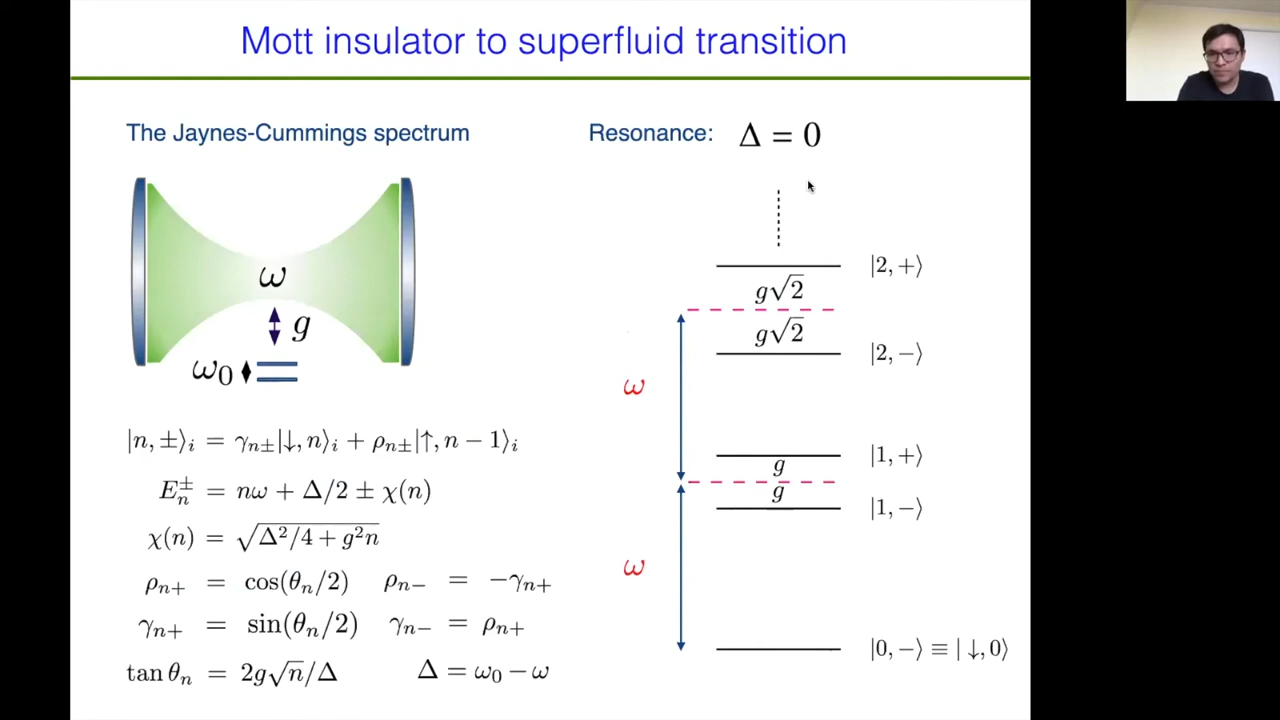 Mott insulator to superfluid transition
The Jaynes-Cummings spectrum
ω
g
ω₀
|n, ±⟩ᵢ = γₙ±|↓, n⟩ᵢ + ρₙ±|↑, n − 1⟩ᵢ
Eₙ± = nω + Δ/2 ± χ(n)
χ(n) = √(Δ²/4 + g²n)
ρₙ₊ = cos(θₙ/2) ρₙ₋ = −γₙ₊
γₙ₊ = sin(θₙ/2) γₙ₋ = ρₙ₊
tan θₙ = 2g√n/Δ Δ = ω₀ − ω
Resonance: Δ = 0
|2, +⟩
g√2
g√2
|2, −⟩
ω
|1, +⟩
g
g
|1, −⟩
ω
|0, −⟩ ≡ | ↓, 0⟩